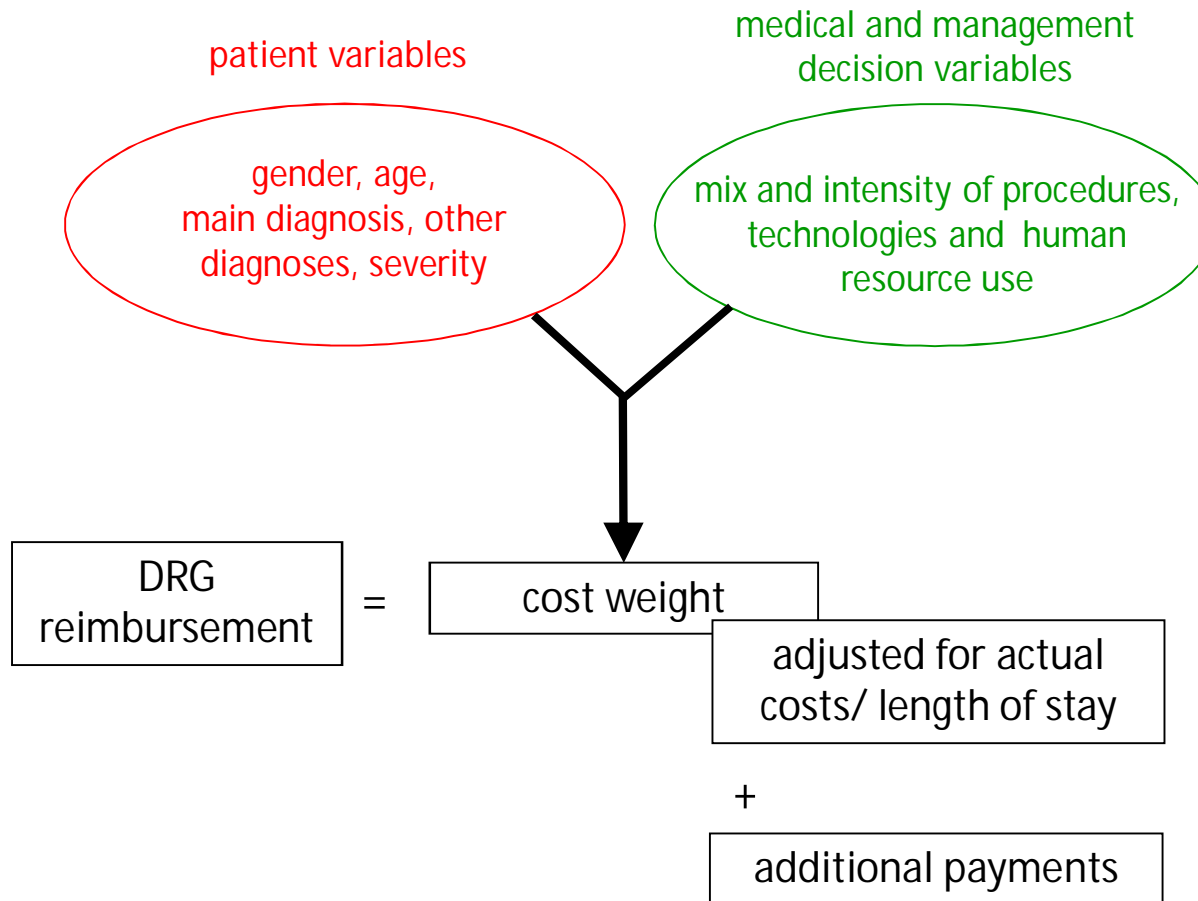 patient variables
medical and management
decision variables
gender, age,
main diagnosis, other
diagnoses, severity
mix and intensity of procedures,
technologies and human
resource use
DRG
reimbursement
=
cost weight
adjusted for actual
costs/ length of stay
+
additional payments